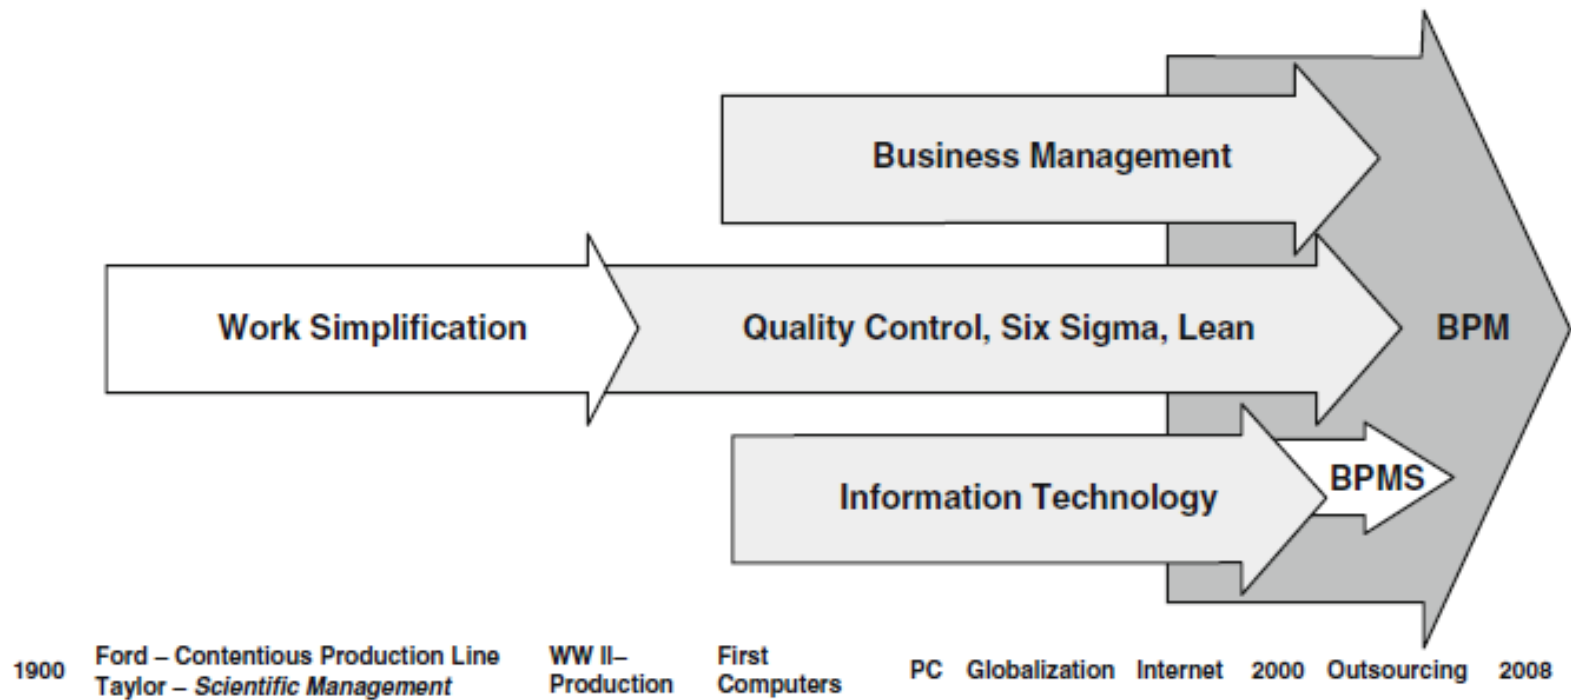 Business Management
Work Simplification
Quality Control, Six Sigma, Lean
BPM
Information Technology
BPMS
1900
Ford – Contentious Production Line
Taylor – Scientific Management
WW II–
Production
First
Computers
PC
Globalization
Internet
2000
Outsourcing
2008